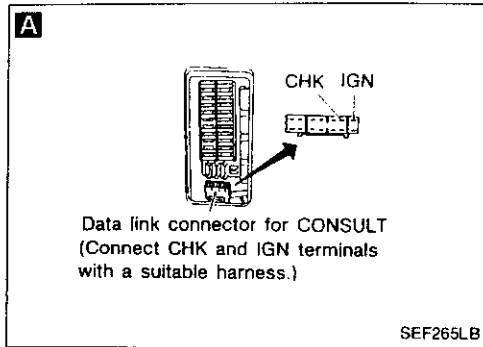 A
CHK IGN
Data link connector for CONSULT
(Connect CHK and IGN terminals
with a suitable harness.)
SEF265LB